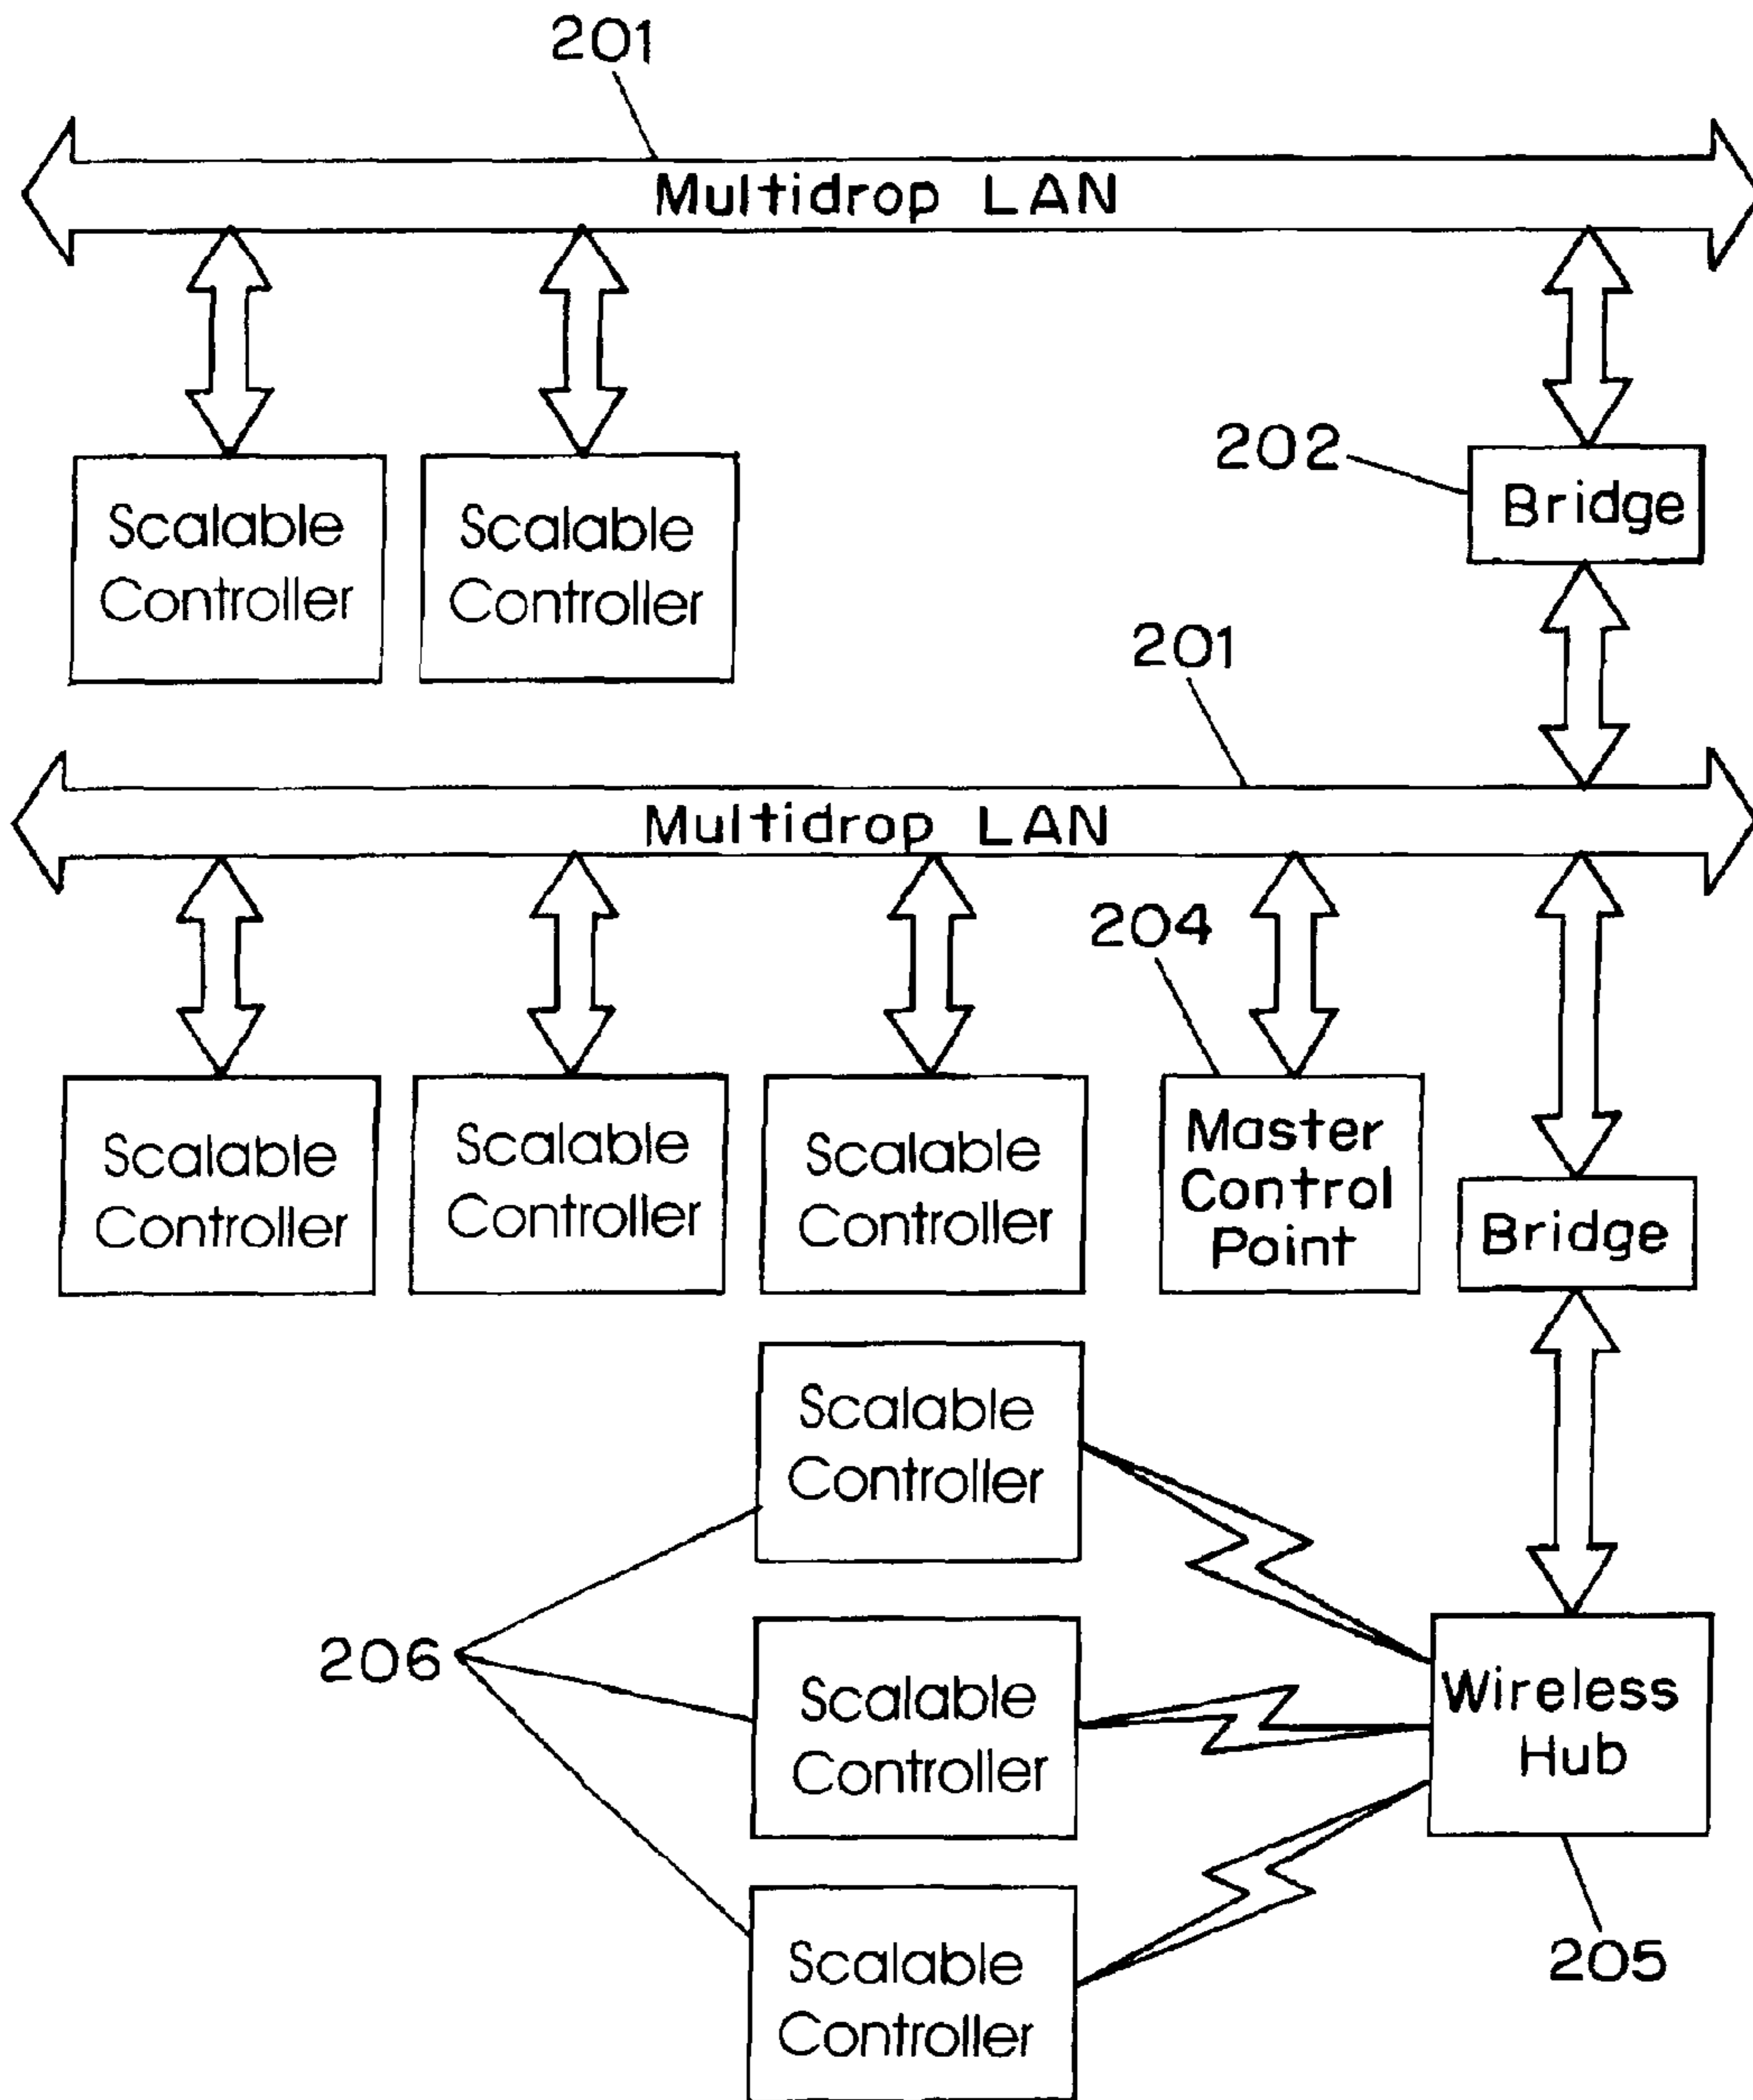 201
Multidrop LAN
Scalable
Controller
Scalable
Controller
202
Bridge
201
Multidrop LAN
204
Scalable
Controller
Scalable
Controller
Scalable
Controller
Master
Control
Point
Bridge
Scalable
Controller
206
Scalable
Controller
Wireless
Hub
Scalable
Controller
205